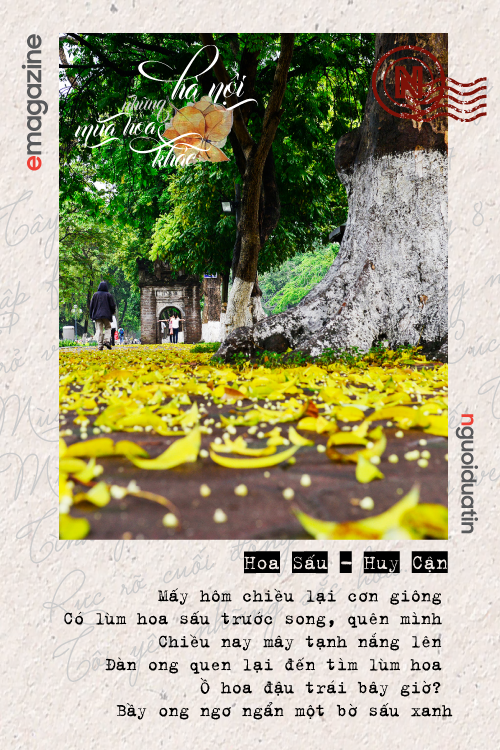 emagazine
hà nội
những
mùa hoa
khác
N
nguoiduatin
Hoa Sấu - Huy Cận
Máy hôm chiều lại cơn giông
Có lùm hoa sấu trước song, quên mình
Chiều nay mây tạnh nắng lên
Đàn ong quen lại đến tìm lùm hoa
Ồ hoa đậu trái bây giờ?
Bầy ong ngơ ngẩn một bờ sấu xanh